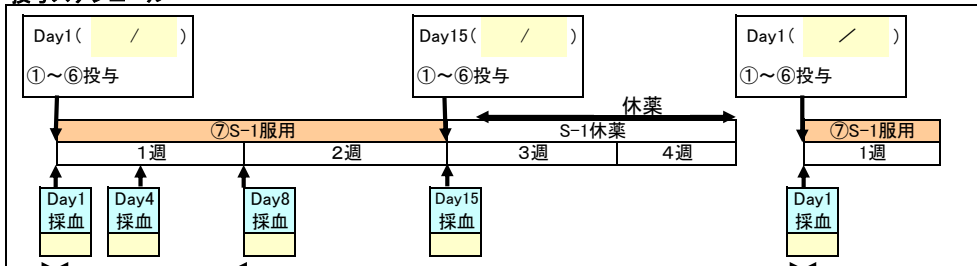 Day1( / )
①～⑥投与
Day15( / )
①～⑥投与
Day1( / )
①～⑥投与
休薬
⑦S-1服用
S-1休薬
⑦S-1服用
1週
2週
3週
4週
1週
Day1
採血
Day4
採血
Day8
採血
Day15
採血
Day1
採血